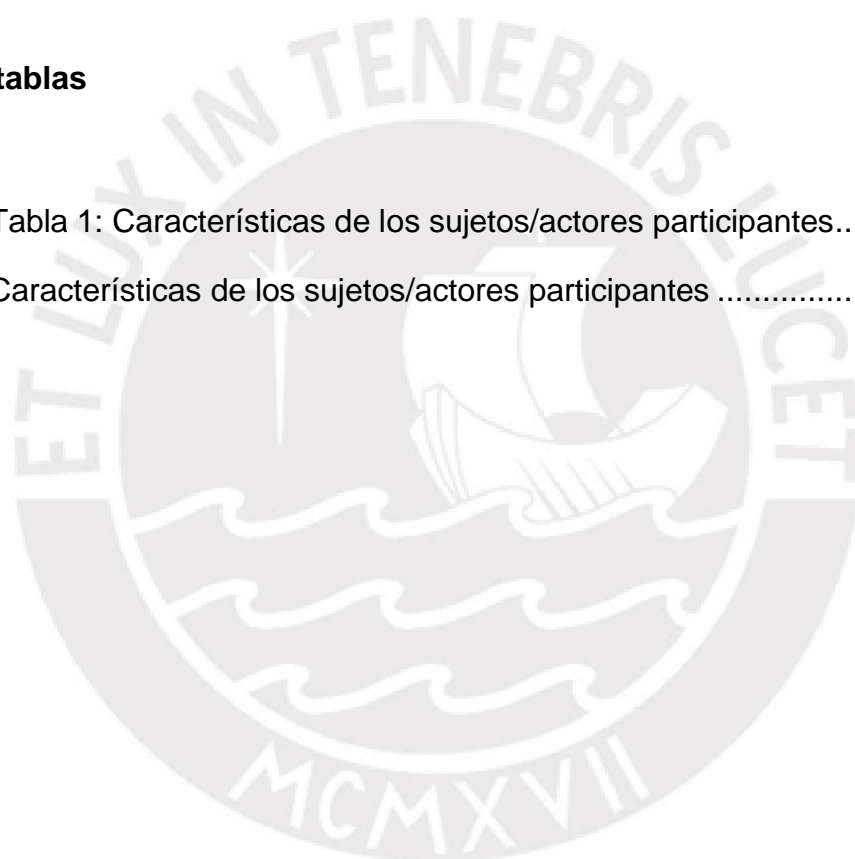 tablas
Tabla 1: Características de los sujetos/actores participantes..
Características de los sujetos/actores participantes ...............
ET LUX IN TENEBRIS LUCET
MCMXVII